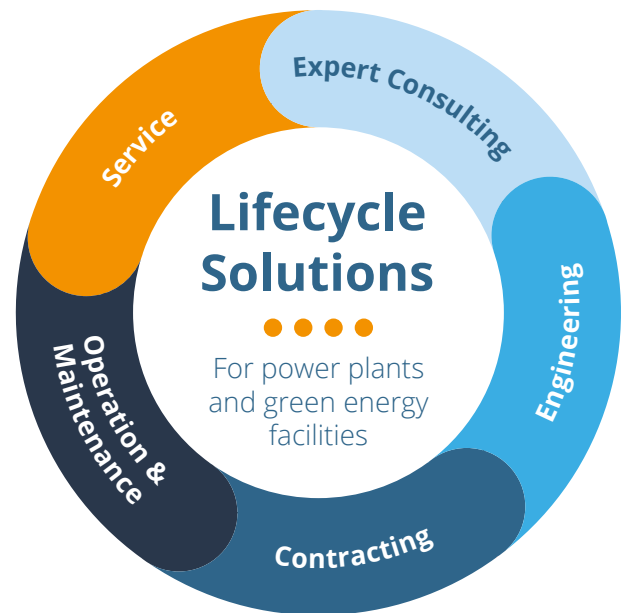 Expert Consulting
Engineering
Contracting
Operation &
Maintenance
Service
Lifecycle
Solutions
For power plants
and green energy
facilities